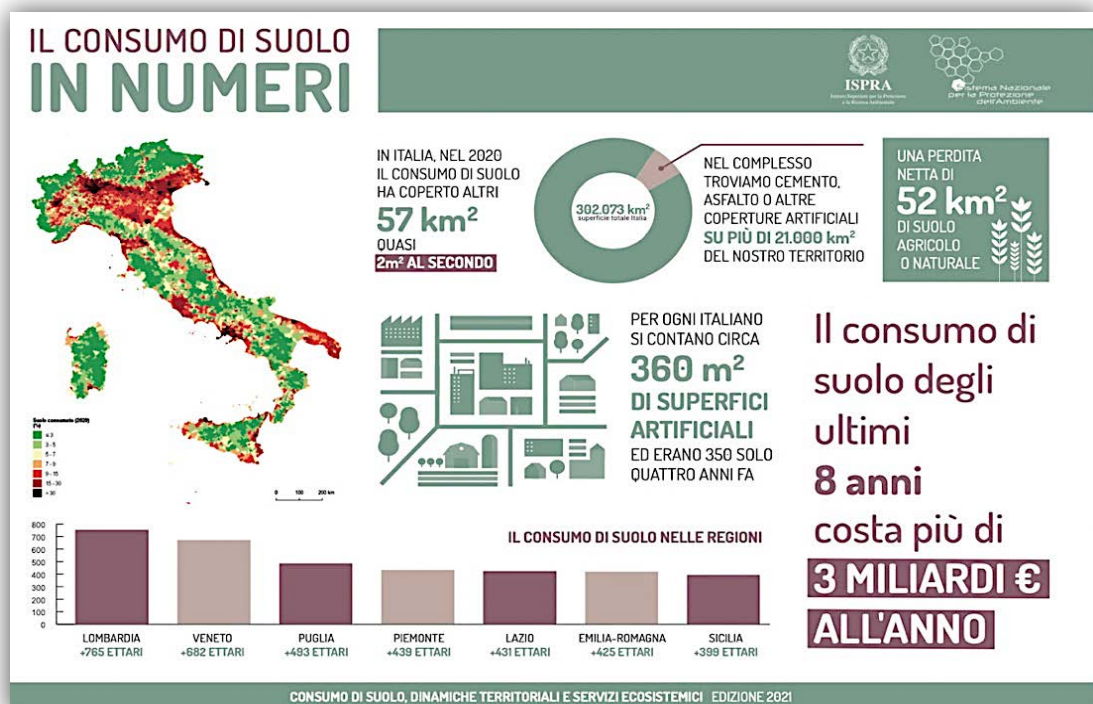 IL CONSUMO DI SUOLO
IN NUMERI
ISPRA
Istituto Superiore per la Protezione
e la Ricerca Ambientale
Sistema Nazionale
per la Protezione
dell'Ambiente
IN ITALIA, NEL 2020
IL CONSUMO DI SUOLO
HA COPERTO ALTRI
57 km²
QUASI
2m² AL SECONDO
302.073 km²
superficie totale Italia
NEL COMPLESSO
TROVIAMO CEMENTO,
ASFALTO O ALTRE
COPERTURE ARTIFICIALI
SU PIÙ DI 21.000 km²
DEL NOSTRO TERRITORIO
UNA PERDITA
NETTA DI
52 km²
DI SUOLO
AGRICOLO
O NATURALE
Suolo consumato (2020)
(%)
3 - 5
5 - 7
7 - 9
9 - 15
15 - 30
> 30
0 100 200 km
PER OGNI ITALIANO
SI CONTANO CIRCA
360 m²
DI SUPERFICI
ARTIFICIALI
ED ERANO 350 SOLO
QUATTRO ANNI FA
Il consumo di
suolo degli
ultimi
8 anni
costa più di
3 MILIARDI €
ALL'ANNO
IL CONSUMO DI SUOLO NELLE REGIONI
800
700
600
500
400
300
200
100
0
LOMBARDIA VENETO PUGLIA PIEMONTE LAZIO EMILIA-ROMAGNA SICILIA
+765 ETTARI +682 ETTARI +493 ETTARI +439 ETTARI +431 ETTARI +425 ETTARI +399 ETTARI
CONSUMO DI SUOLO, DINAMICHE TERRITORIALI E SERVIZI ECOSISTEMICI EDIZIONE 2021